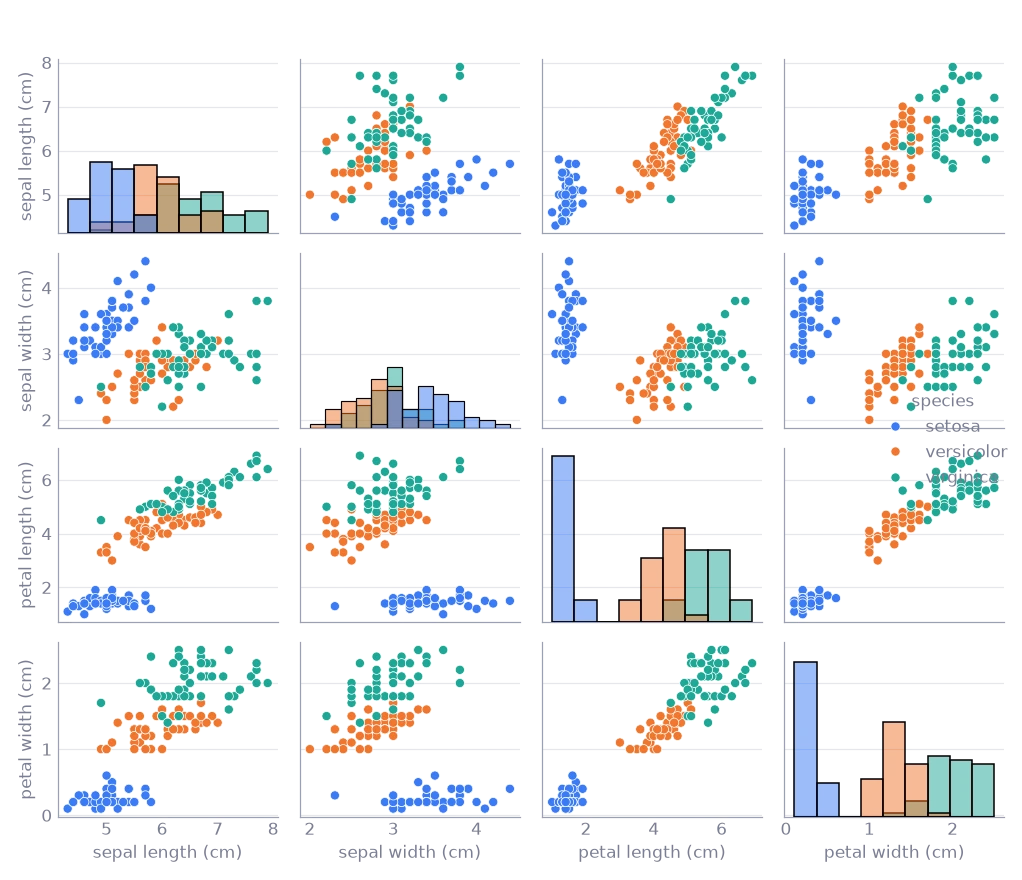 sepal length (cm)
8
7
6
5
sepal width (cm)
4
3
2
species
setosa
versicolor
virginica
petal length (cm)
6
4
2
petal width (cm)
2
1
0
5 6 7 8
2 3 4
2 4 6
0 1 2
sepal length (cm)
sepal width (cm)
petal length (cm)
petal width (cm)